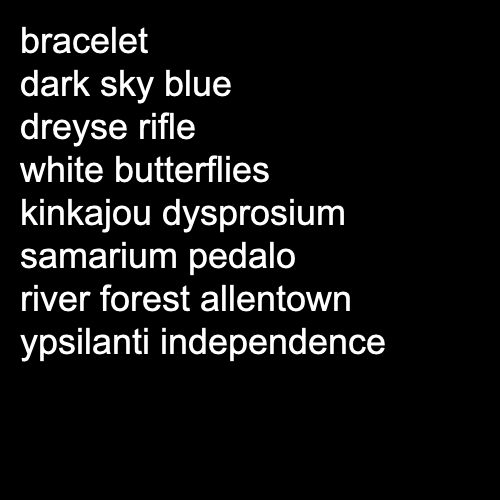 bracelet
dark sky blue
dreyse rifle
white butterflies
kinkajou dysprosium
samarium pedalo
river forest allentown
ypsilanti independence